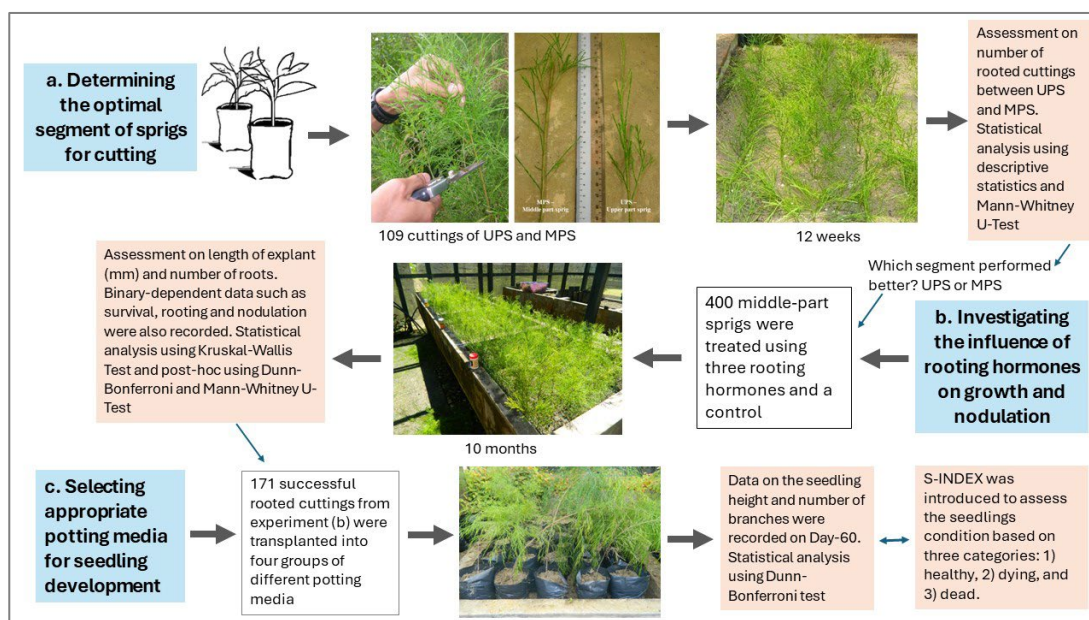 a. Determining
the optimal
segment of sprigs
for cutting
MPS –
Middle part sprig
UPS –
Upper part sprig
109 cuttings of UPS and MPS
12 weeks
Assessment on
number of
rooted cuttings
between UPS
and MPS.
Statistical
analysis using
descriptive
statistics and
Mann-Whitney
U-Test
Which segment performed
better? UPS or MPS
b. Investigating
the influence of
rooting hormones
on growth and
nodulation
400 middle-part
sprigs were
treated using
three rooting
hormones and a
control
10 months
Assessment on length of explant
(mm) and number of roots.
Binary-dependent data such as
survival, rooting and nodulation
were also recorded. Statistical
analysis using Kruskal-Wallis
Test and post-hoc using Dunn-
Bonferroni and Mann-Whitney U-
Test
c. Selecting
appropriate
potting media
for seedling
development
171 successful
rooted cuttings from
experiment (b) were
transplanted into
four groups of
different potting
media
Data on the seedling
height and number of
branches were
recorded on Day-60.
Statistical analysis
using Dunn-
Bonferroni test
S-INDEX was
introduced to assess
the seedlings
condition based on
three categories: 1)
healthy, 2) dying, and
3) dead.